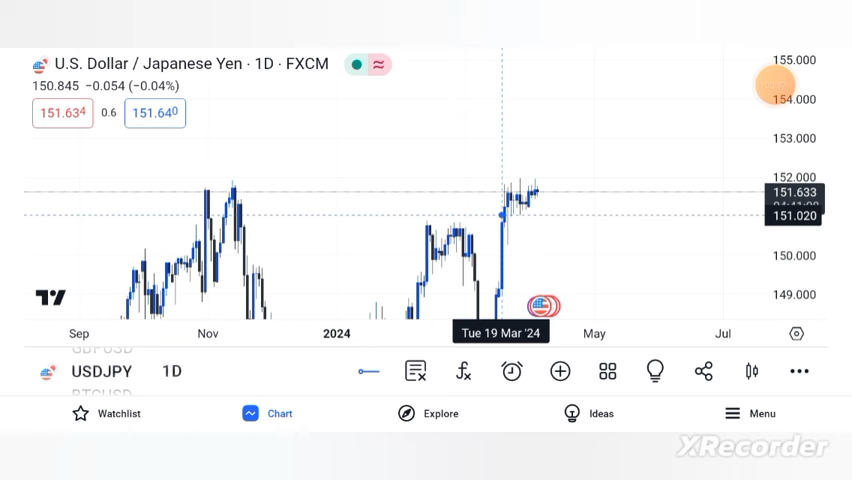 U.S. Dollar / Japanese Yen · 1D · FXCM
150.845 −0.054 (−0.04%)
151.634 0.6 151.640
155.000
154.000
153.000
152.000
151.633
151.020
150.000
149.000
Sep Nov 2024 Tue 19 Mar '24 May Jul
GBPUSD
USDJPY 1D
BTCUSD
Watchlist Chart Explore Ideas Menu
XRecorder